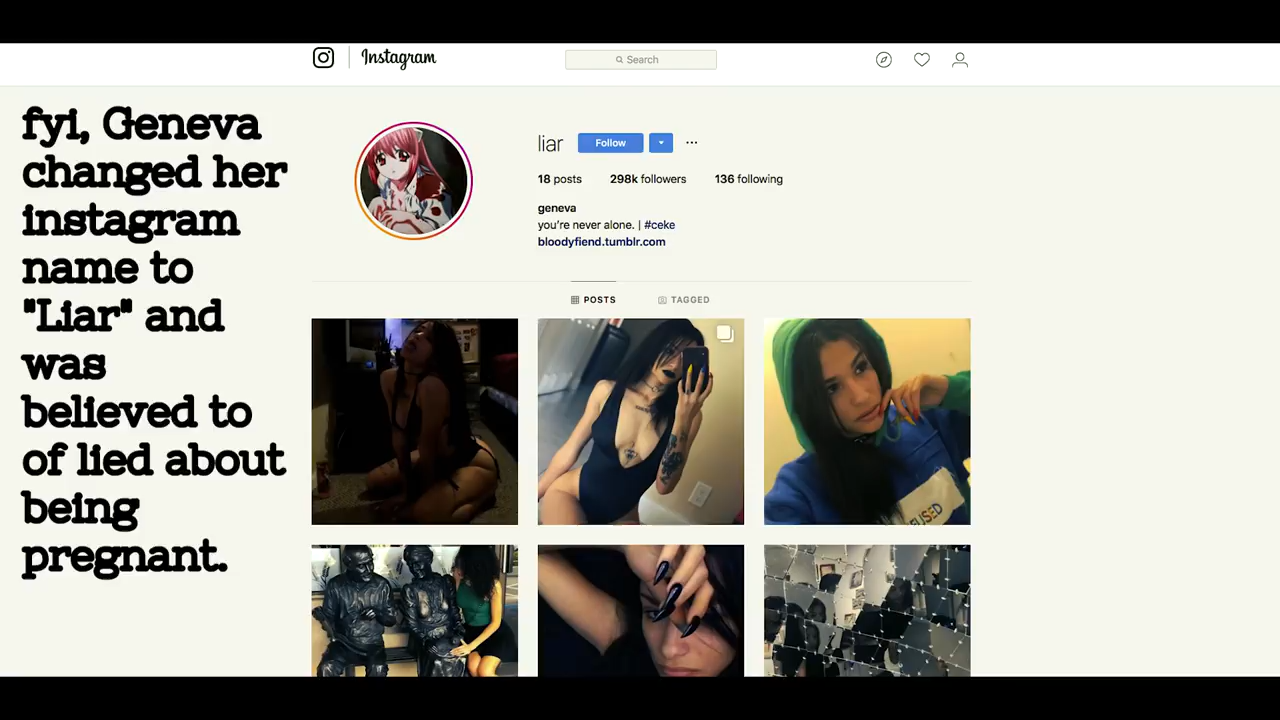 Instagram
Search
fyi, Geneva
changed her
instagram
name to
"Liar" and
was
believed to
of lied about
being
pregnant.
liar
Follow
18 posts 298k followers 136 following
geneva
you're never alone. | #ceke
bloodyfiend.tumblr.com
POSTS TAGGED